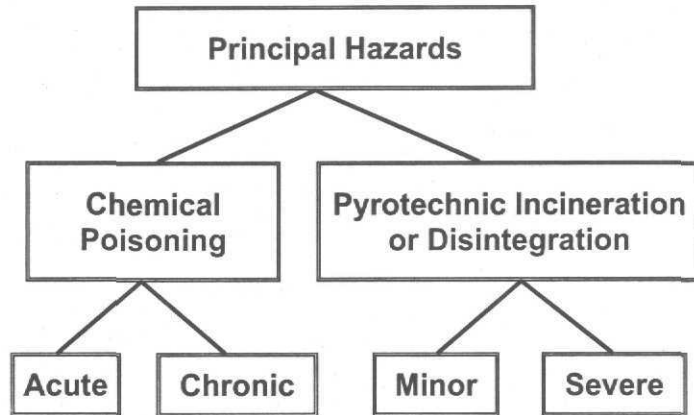 Principal Hazards
Chemical
Poisoning
Pyrotechnic Incineration
or Disintegration
Acute
Chronic
Minor
Severe